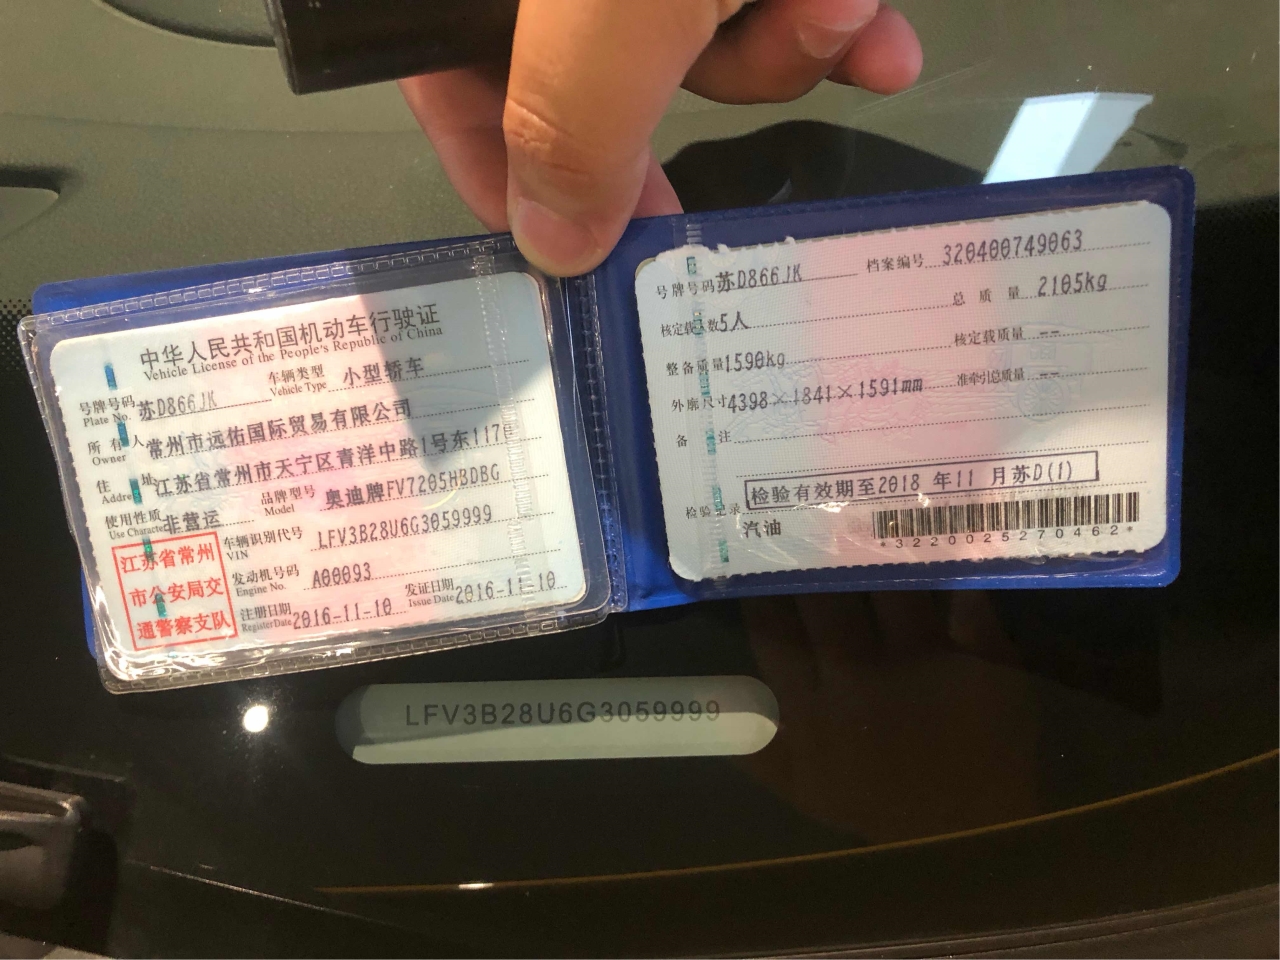 中华人民共和国机动车行驶证
Vehicle License of the People's Republic of China
号牌号码 苏D866JK 车辆类型 小型轿车
Plate No. Vehicle Type
所有人 常州市远佑国际贸易有限公司
Owner
住址 江苏省常州市天宁区青洋中路1号东117
Addre
使用性质 非营运 品牌型号 奥迪牌FV7205HBDBG
Use Characte Model
江苏省常州
市公安局交
通警察支队
车辆识别代号 LFV3B28U6G3059999
VIN
发动机号码 A00093
Engine No.
注册日期 2016-11-10 发证日期 2016-11-10
Register Date Issue Date
号牌号码 苏D866JK 档案编号 320400749063
核定载人数 5人 总质量 2105kg
整备质量 1590kg 核定载质量 --
外廓尺寸 4398×1841×1591mm 准牵引总质量 --
备注
检验记录 检验有效期至2018年11月苏D(1)
汽油
*3220025270462*
LFV3B28U6G3059999